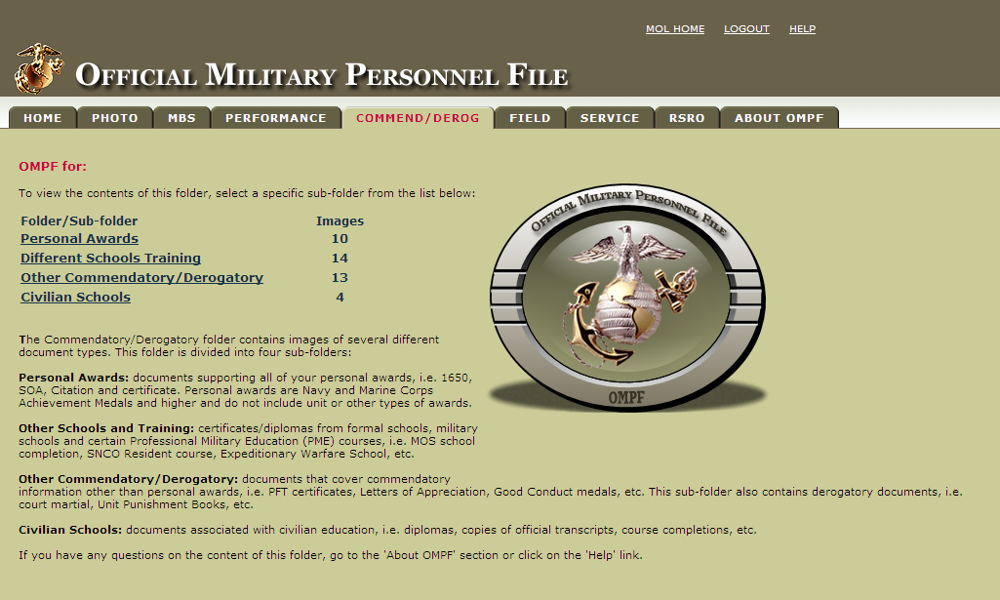 MOL HOME LOGOUT HELP
OFFICIAL MILITARY PERSONNEL FILE
HOME PHOTO MBS PERFORMANCE COMMEND/DEROG FIELD SERVICE RSRO ABOUT OMPF
OMPF for:
To view the contents of this folder, select a specific sub-folder from the list below:
Folder/Sub-folder Images
Personal Awards 10
Different Schools Training 14
Other Commendatory/Derogatory 13
Civilian Schools 4
OFFICIAL MILITARY PERSONNEL FILE
OMPF
The Commendatory/Derogatory folder contains images of several different
document types. This folder is divided into four sub-folders:
Personal Awards: documents supporting all of your personal awards, i.e. 1650,
SOA, Citation and certificate. Personal awards are Navy and Marine Corps
Achievement Medals and higher and do not include unit or other types of awards.
Other Schools and Training: certificates/diplomas from formal schools, military
schools and certain Professional Military Education (PME) courses, i.e. MOS school
completion, SNCO Resident course, Expeditionary Warfare School, etc.
Other Commendatory/Derogatory: documents that cover commendatory
information other than personal awards, i.e. PFT certificates, Letters of Appreciation, Good Conduct medals, etc. This sub-folder also contains derogatory documents, i.e.
court martial, Unit Punishment Books, etc.
Civilian Schools: documents associated with civilian education, i.e. diplomas, copies of official transcripts, course completions, etc.
If you have any questions on the content of this folder, go to the 'About OMPF' section or click on the 'Help' link.